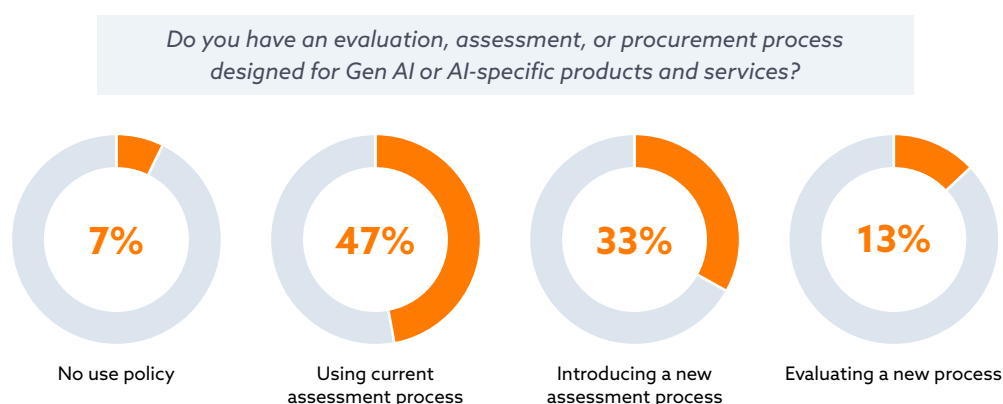 Do you have an evaluation, assessment, or procurement process
designed for Gen AI or AI-specific products and services?
7%
47%
33%
13%
No use policy
Using current
assessment process
Introducing a new
assessment process
Evaluating a new process